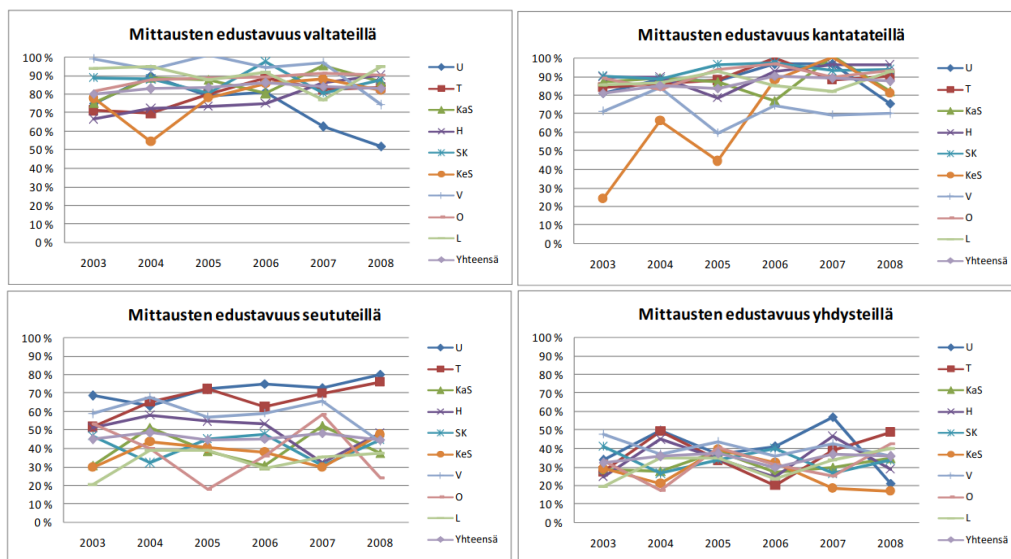 Mittausten edustavuus valtateillä
100 %
90 %
80 %
70 %
60 %
50 %
40 %
30 %
20 %
10 %
0 %
2003 2004 2005 2006 2007 2008
U
T
KaS
H
SK
KeS
V
O
L
Yhteensä
Mittausten edustavuus kantatateillä
100 %
90 %
80 %
70 %
60 %
50 %
40 %
30 %
20 %
10 %
0 %
2003 2004 2005 2006 2007 2008
U
T
KaS
H
SK
KeS
V
O
L
Yhteensä
Mittausten edustavuus seututeillä
100 %
90 %
80 %
70 %
60 %
50 %
40 %
30 %
20 %
10 %
0 %
2003 2004 2005 2006 2007 2008
U
T
KaS
H
SK
KeS
V
O
L
Yhteensä
Mittausten edustavuus yhdysteillä
100 %
90 %
80 %
70 %
60 %
50 %
40 %
30 %
20 %
10 %
0 %
2003 2004 2005 2006 2007 2008
U
T
KaS
H
SK
KeS
V
O
L
Yhteensä